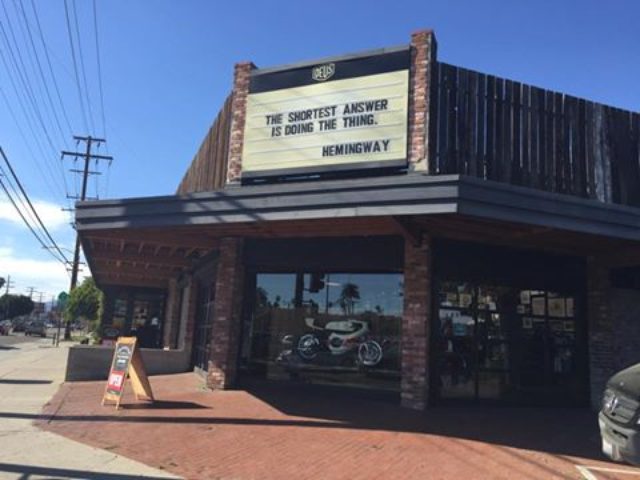 DEUS
THE SHORTEST ANSWER
IS DOING THE THING.
HEMINGWAY